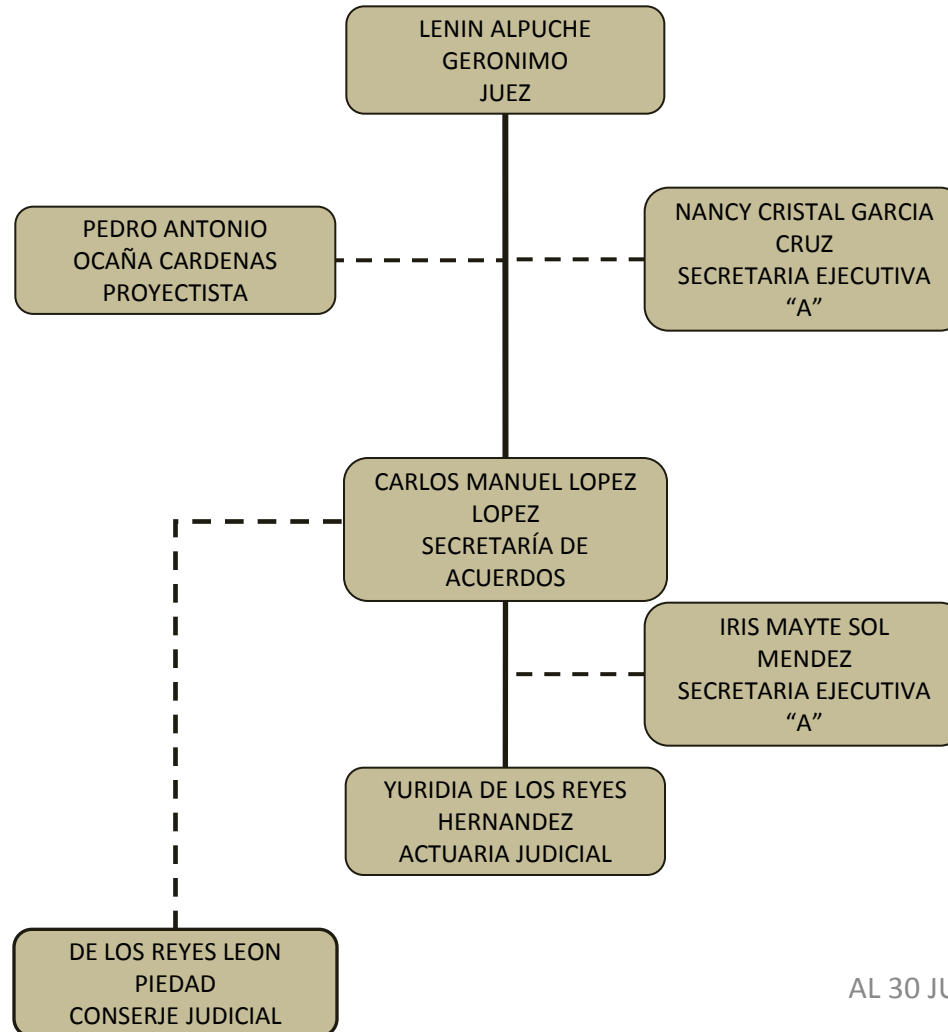 LENIN ALPUCHE
GERONIMO
JUEZ
PEDRO ANTONIO
OCAÑA CARDENAS
PROYECTISTA
NANCY CRISTAL GARCIA
CRUZ
SECRETARIA EJECUTIVA
“A”
CARLOS MANUEL LOPEZ
LOPEZ
SECRETARÍA DE
ACUERDOS
IRIS MAYTE SOL
MENDEZ
SECRETARIA EJECUTIVA
“A”
YURIDIA DE LOS REYES
HERNANDEZ
ACTUARIA JUDICIAL
DE LOS REYES LEON
PIEDAD
CONSERJE JUDICIAL
AL 30